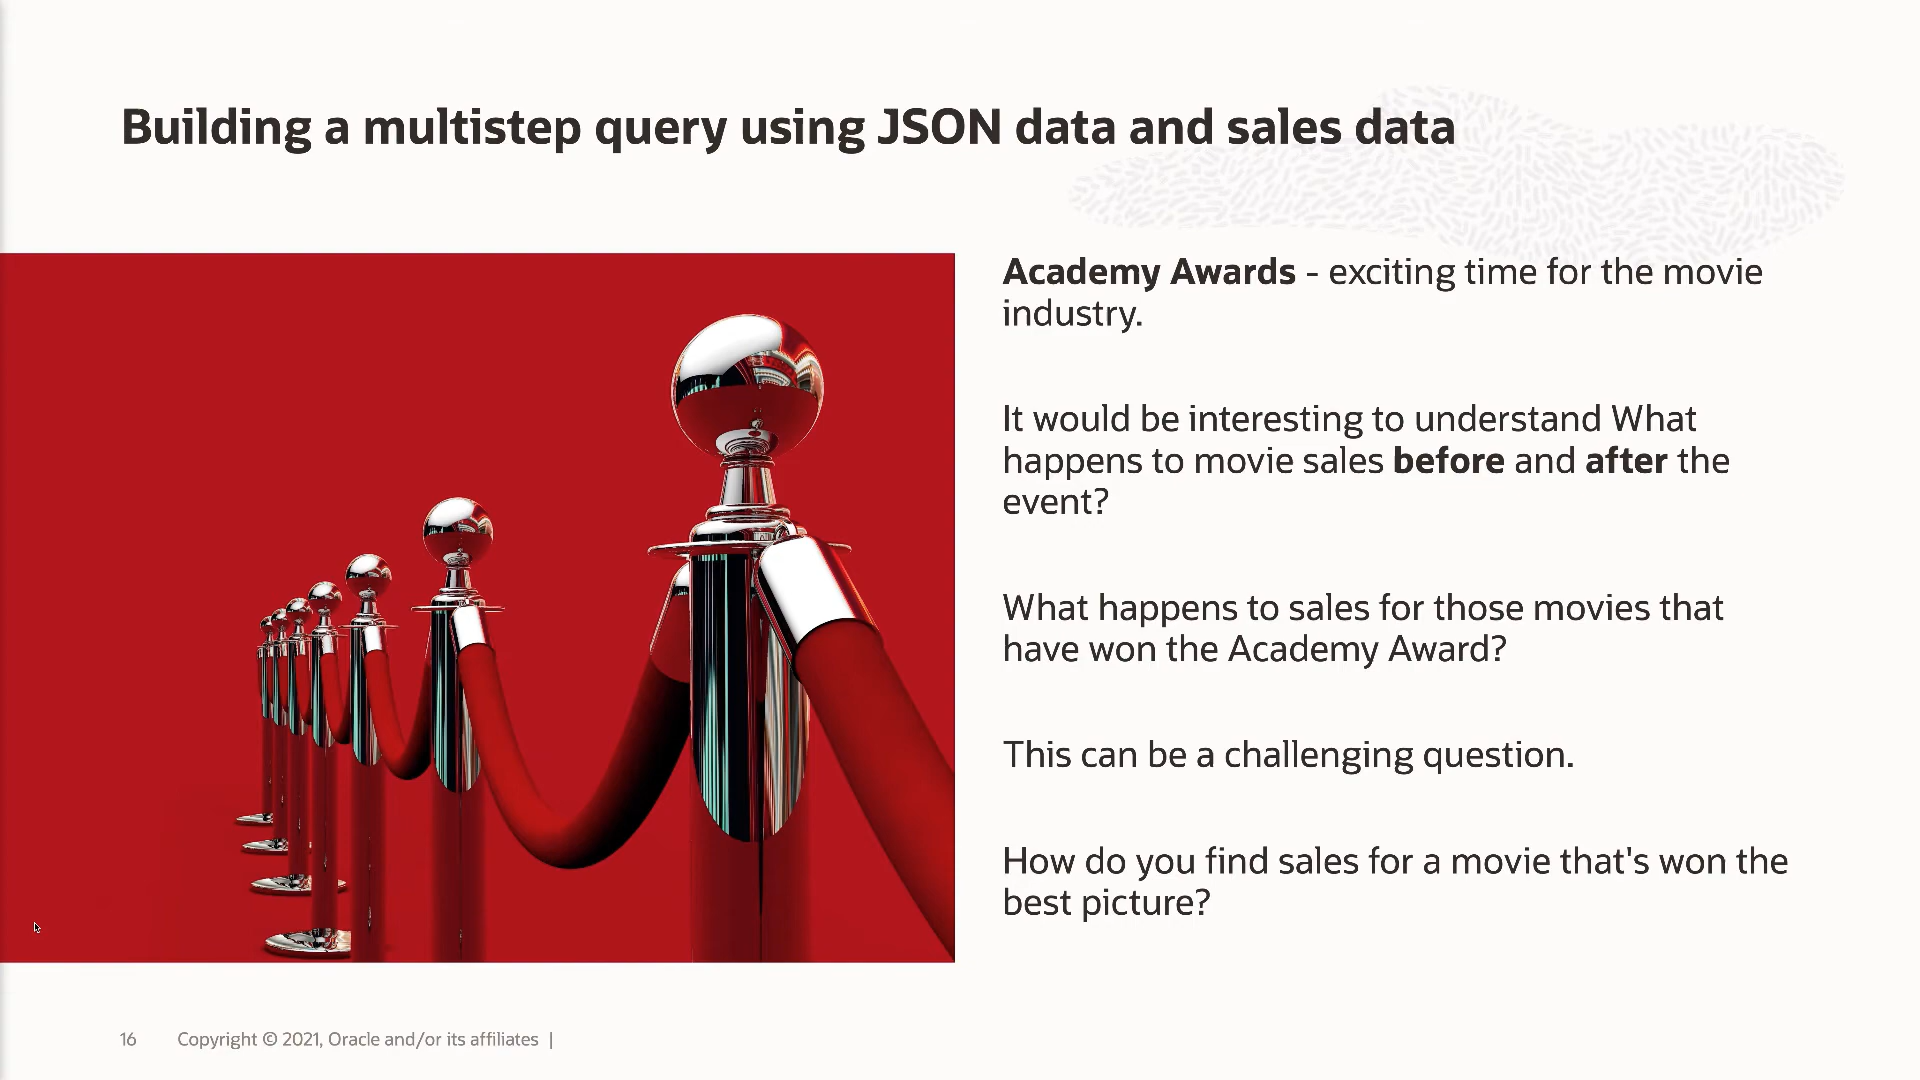 Building a multistep query using JSON data and sales data
Academy Awards - exciting time for the movie
industry.
It would be interesting to understand What
happens to movie sales before and after the
event?
What happens to sales for those movies that
have won the Academy Award?
This can be a challenging question.
How do you find sales for a movie that's won the
best picture?
16 Copyright © 2021, Oracle and/or its affiliates |